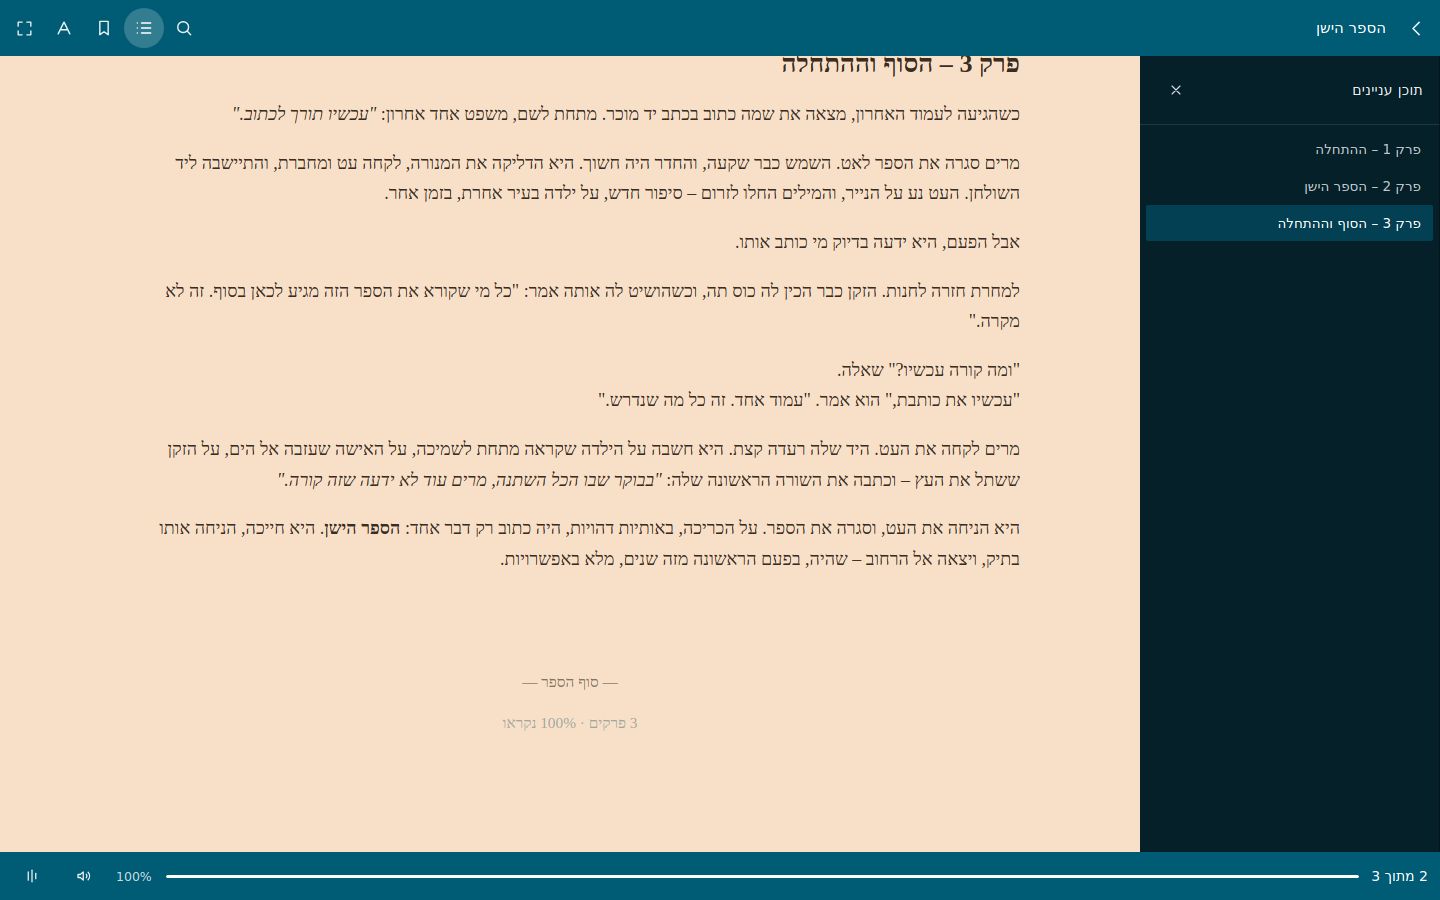 הספר הישן
תוכן עניינים
פרק 1 – ההתחלה
פרק 2 – הספר הישן
פרק 3 – הסוף וההתחלה
פרק 3 – הסוף וההתחלה
כשהגיעה לעמוד האחרון, מצאה את שמה כתוב בכתב יד מוכר. מתחת לשם, משפט אחד אחרון: "עכשיו תורך לכתוב."
מרים סגרה את הספר לאט. השמש כבר שקעה, והחדר היה חשוך. היא הדליקה את המנורה, לקחה עט ומחברת, והתיישבה ליד
השולחן. העט נע על הנייר, והמילים החלו לזרום – סיפור חדש, על ילדה בעיר אחרת, בזמן אחר.
אבל הפעם, היא ידעה בדיוק מי כותב אותו.
למחרת חזרה לחנות. הזקן כבר הכין לה כוס תה, וכשהושיט לה אותה אמר: "כל מי שקורא את הספר הזה מגיע לכאן בסוף. זה לא
מקרה."
"ומה קורה עכשיו?" שאלה.
"עכשיו את כותבת," הוא אמר. "עמוד אחד. זה כל מה שנדרש."
מרים לקחה את העט. היד שלה רעדה קצת. היא חשבה על הילדה שקראה מתחת לשמיכה, על האישה שעזבה אל הים, על הזקן
ששתל את העץ – וכתבה את השורה הראשונה שלה: "בבוקר שבו הכל השתנה, מרים עוד לא ידעה שזה קורה."
היא הניחה את העט, וסגרה את הספר. על הכריכה, באותיות דהויות, היה כתוב רק דבר אחד: הספר הישן. היא חייכה, הניחה אותו
בתיק, ויצאה אל הרחוב – שהיה, בפעם הראשונה מזה שנים, מלא באפשרויות.
— סוף הספר —
3 פרקים · 100% נקראו
2 מתוך 3
100%